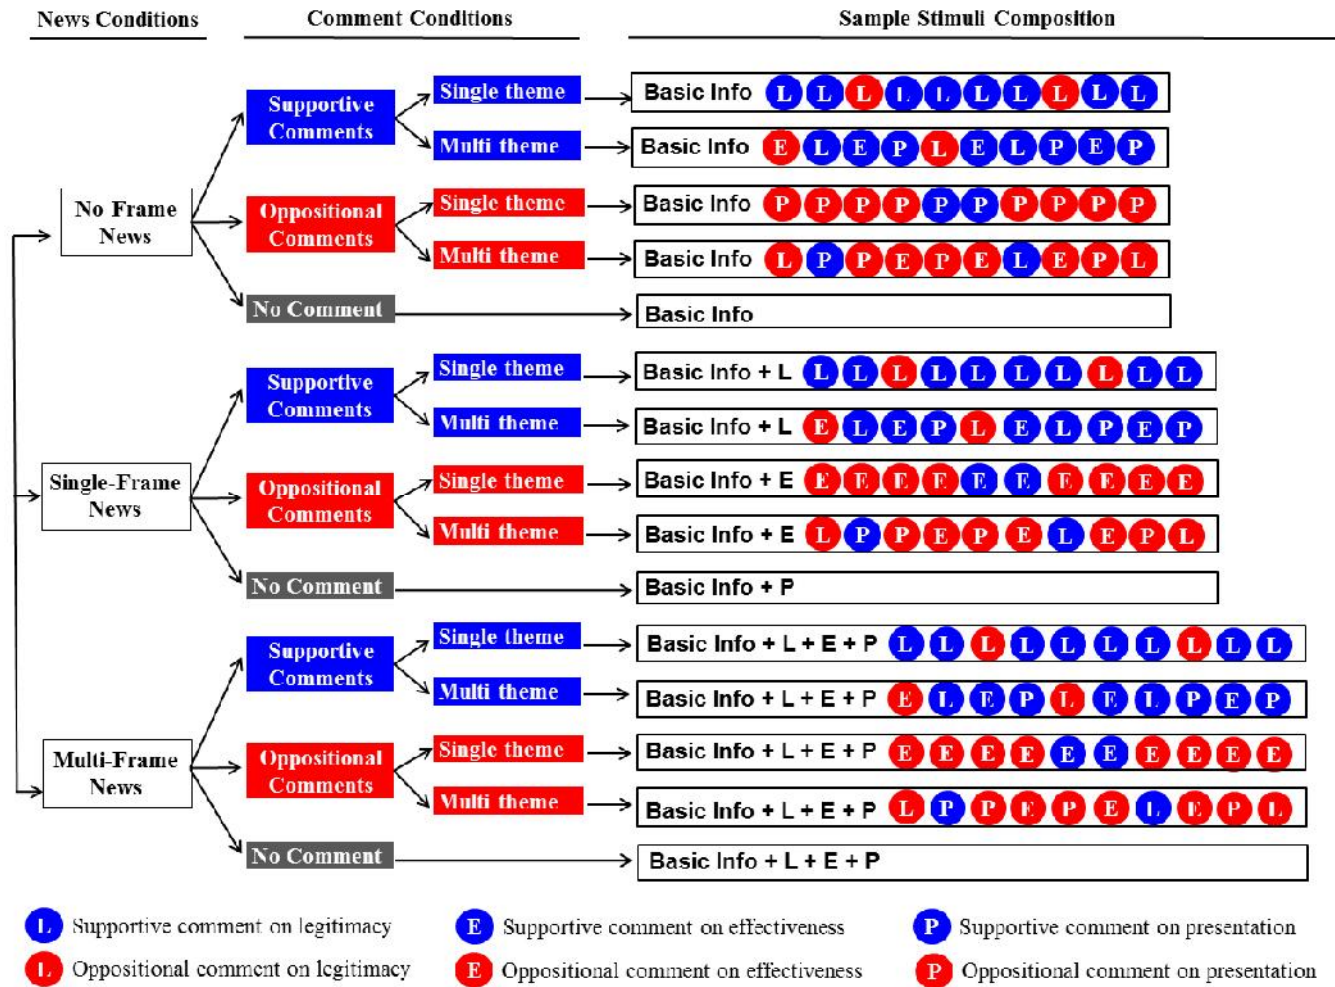 News Conditions Comment Conditions Sample Stimuli Composition
No Frame
News
Supportive
Comments
Single theme
Basic Info L L L L L L L L L L
Multi theme
Basic Info E L E P L E L P E P
Oppositional
Comments
Single theme
Basic Info P P P P P P P P P P
Multi theme
Basic Info L P P E P E L E P L
No Comment
Basic Info
Single-Frame
News
Supportive
Comments
Single theme
Basic Info + L L L L L L L L L L L
Multi theme
Basic Info + L E L E P L E L P E P
Oppositional
Comments
Single theme
Basic Info + E E E E E E E E E E E
Multi theme
Basic Info + E L P P E P E L E P L
No Comment
Basic Info + P
Multi-Frame
News
Supportive
Comments
Single theme
Basic Info + L + E + P L L L L L L L L L L
Multi theme
Basic Info + L + E + P E L E P L E L P E P
Oppositional
Comments
Single theme
Basic Info + L + E + P E E E E E E E E E E
Multi theme
Basic Info + L + E + P L P P E P E L E P L
No Comment
Basic Info + L + E + P
L Supportive comment on legitimacy E Supportive comment on effectiveness P Supportive comment on presentation
L Oppositional comment on legitimacy E Oppositional comment on effectiveness P Oppositional comment on presentation